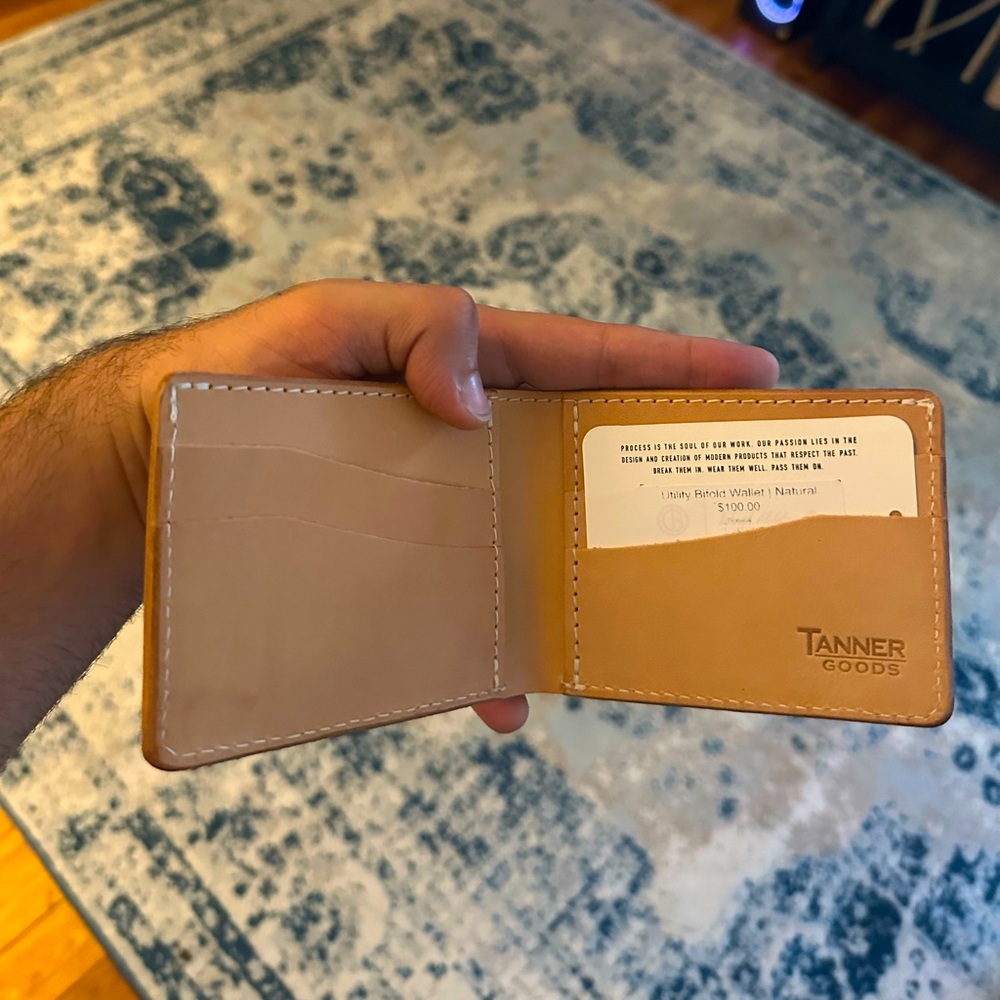 PROCESS IS THE SOUL OF OUR WORK. OUR PASSION LIES IN THE
DESIGN AND CREATION OF MODERN PRODUCTS THAT RESPECT THE PAST.
BREAK THEM IN. WEAR THEM WELL. PASS THEM ON.
Utility Bifold Wallet | Natural
$100.00
TANNER
GOODS